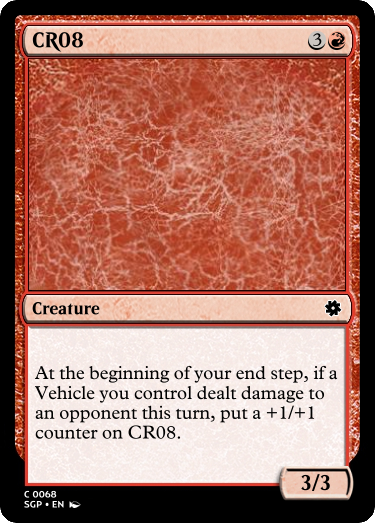 CR08 3
Creature
At the beginning of your end step, if a
Vehicle you control dealt damage to
an opponent this turn, put a +1/+1
counter on CR08.
3/3
C 0068
SGP • EN